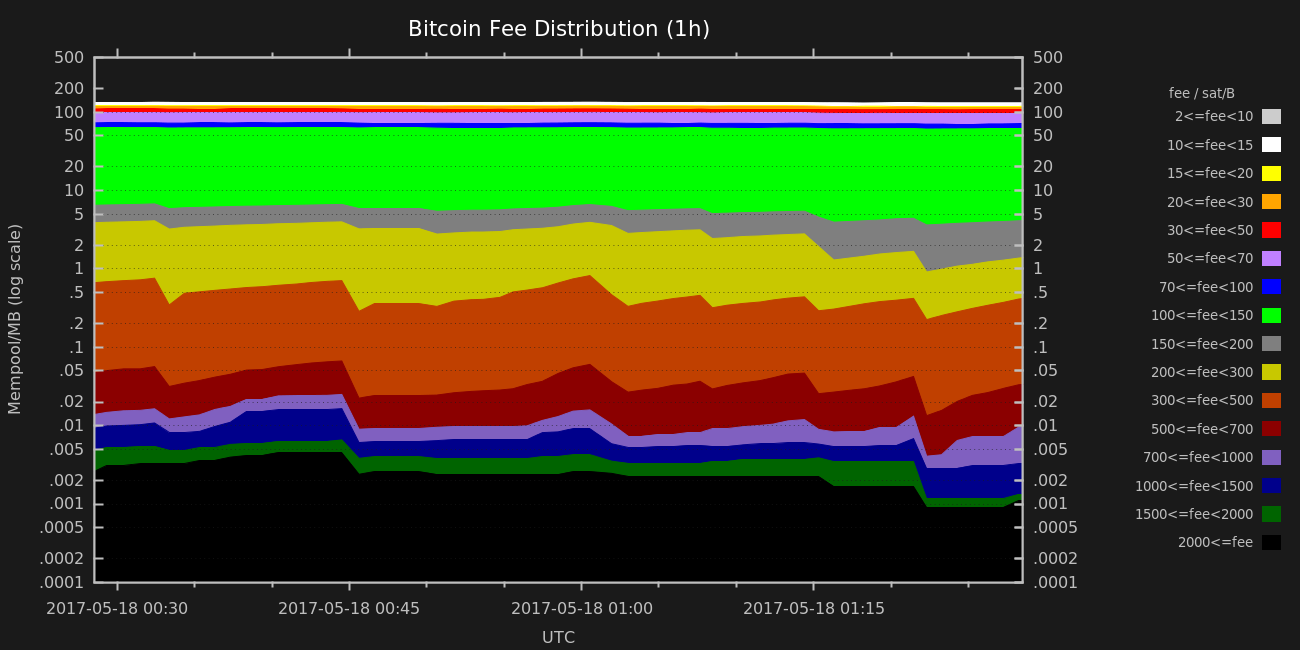 Bitcoin Fee Distribution (1h)
500 500
200 200
100 100
50 50
20 20
10 10
5 5
2 2
1 1
.5 .5
.2 .2
.1 .1
.05 .05
.02 .02
.01 .01
.005 .005
.002 .002
.001 .001
.0005 .0005
.0002 .0002
.0001 .0001
Mempool/MB (log scale)
2017-05-18 00:30 2017-05-18 00:45 2017-05-18 01:00 2017-05-18 01:15
UTC
fee / sat/B
2<=fee<10
10<=fee<15
15<=fee<20
20<=fee<30
30<=fee<50
50<=fee<70
70<=fee<100
100<=fee<150
150<=fee<200
200<=fee<300
300<=fee<500
500<=fee<700
700<=fee<1000
1000<=fee<1500
1500<=fee<2000
2000<=fee